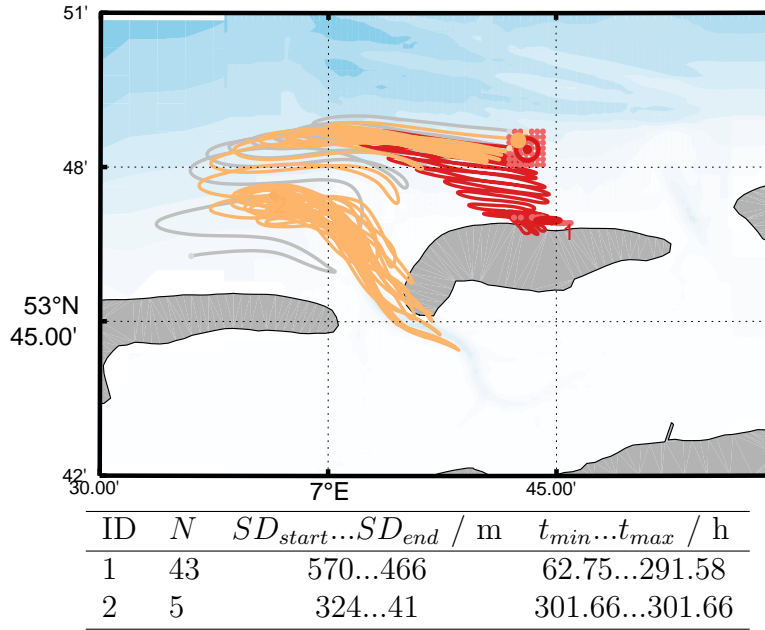 51'
48'
1
53°N
45.00'
42'
30.00' 7°E 45.00'
ID N SD_start...SD_end / m t_min...t_max / h
1 43 570...466 62.75...291.58
2 5 324...41 301.66...301.66